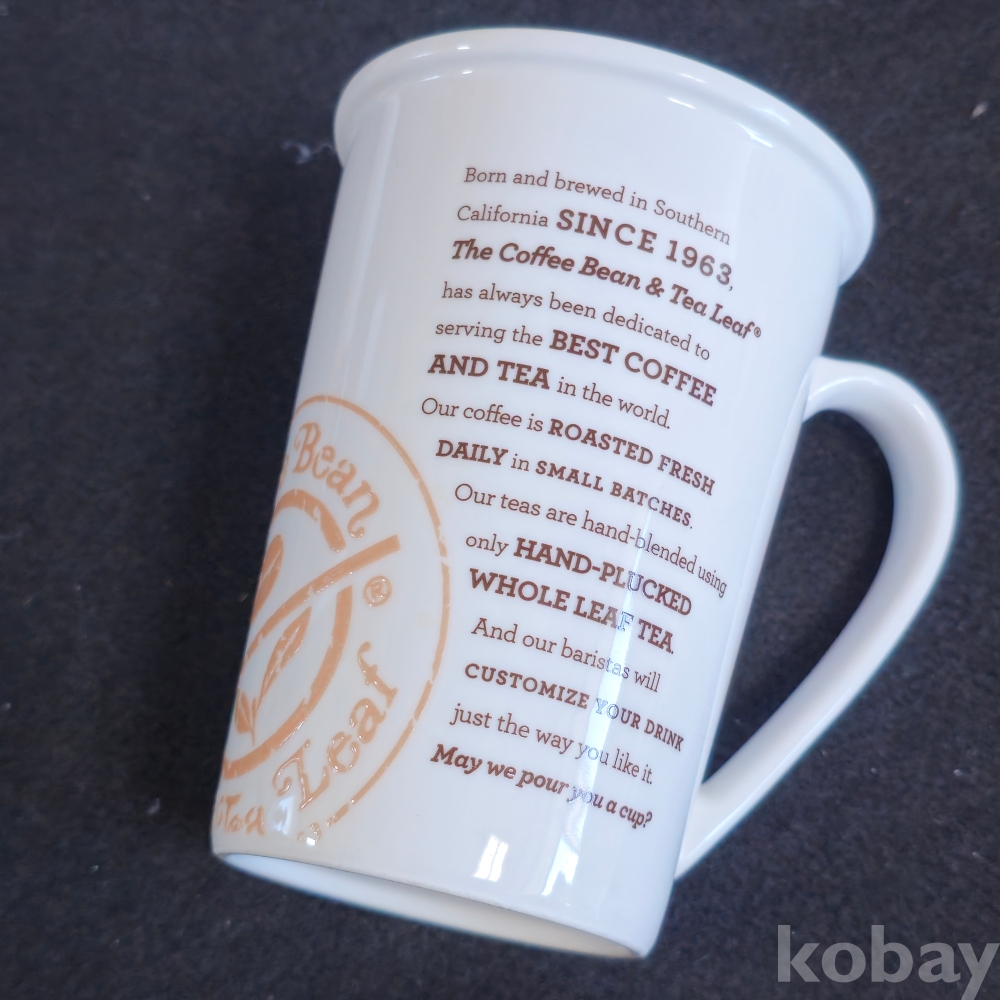 Born and brewed in Southern
California SINCE 1963,
The Coffee Bean & Tea Leaf®
has always been dedicated to
serving the BEST COFFEE
AND TEA in the world.
Our coffee is ROASTED FRESH
DAILY in SMALL BATCHES.
Our teas are hand-blended using
only HAND-PLUCKED
WHOLE LEAF TEA.
And our baristas will
CUSTOMIZE YOUR DRINK
just the way you like it.
May we pour you a cup?
Bean
®
Tea Leaf
kobay